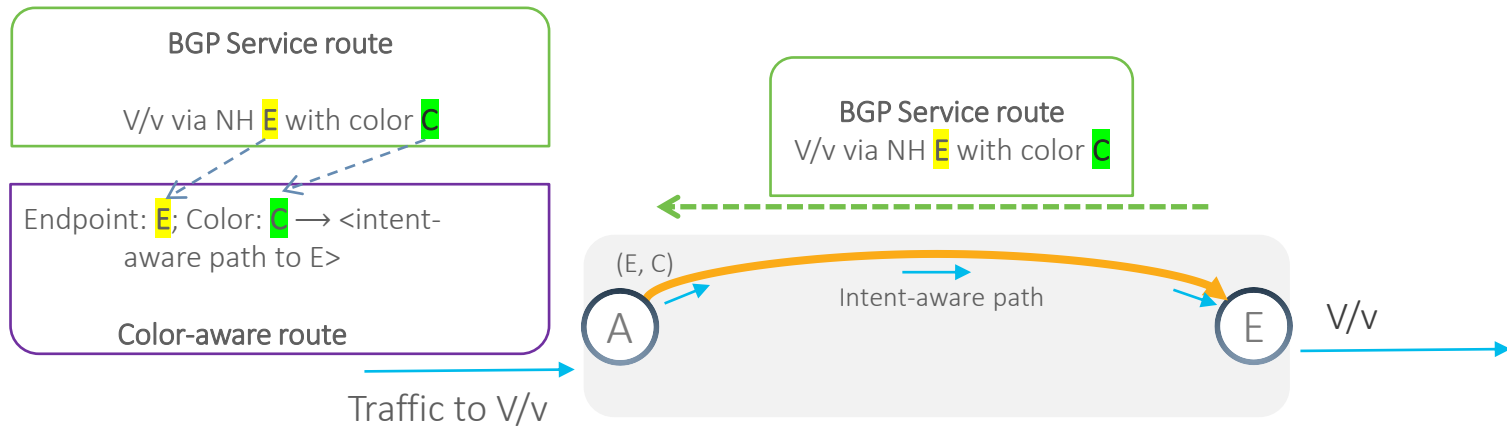 BGP Service route
V/v via NH E with color C
Endpoint: E; Color: C → <intent-
aware path to E>
Color-aware route
Traffic to V/v
BGP Service route
V/v via NH E with color C
(E, C)
Intent-aware path
A
E
V/v